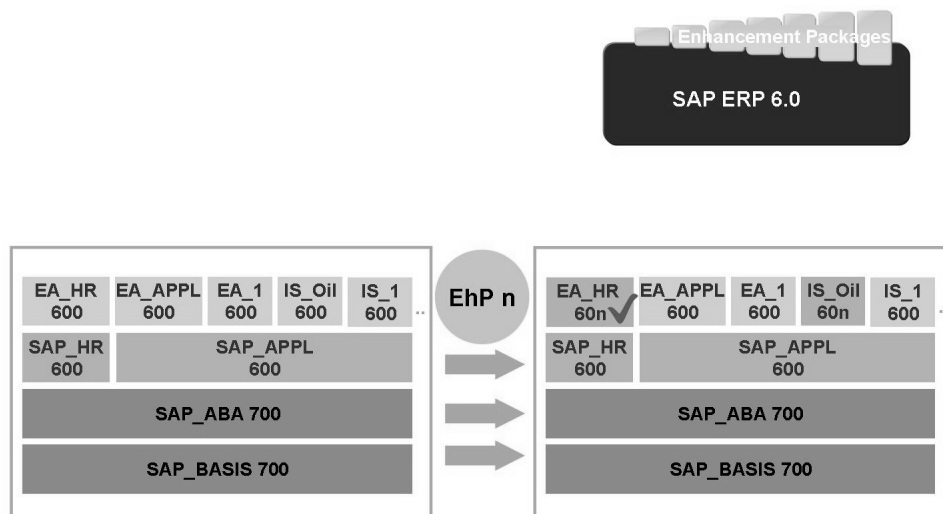 Enhancement Packages
SAP ERP 6.0
EhP n
EA_HR
600
EA_APPL
600
EA_1
600
IS_Oil
600
IS_1
600
..
SAP_HR
600
SAP_APPL
600
SAP_ABA 700
SAP_BASIS 700
EA_HR
60n
EA_APPL
600
EA_1
600
IS_Oil
60n
IS_1
600
.
SAP_HR
600
SAP_APPL
600
SAP_ABA 700
SAP_BASIS 700